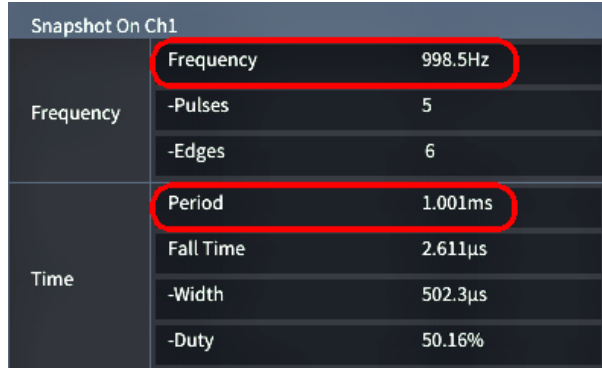 Snapshot On Ch1
Frequency
Frequency 998.5Hz
-Pulses 5
-Edges 6
Time
Period 1.001ms
Fall Time 2.611µs
-Width 502.3µs
-Duty 50.16%